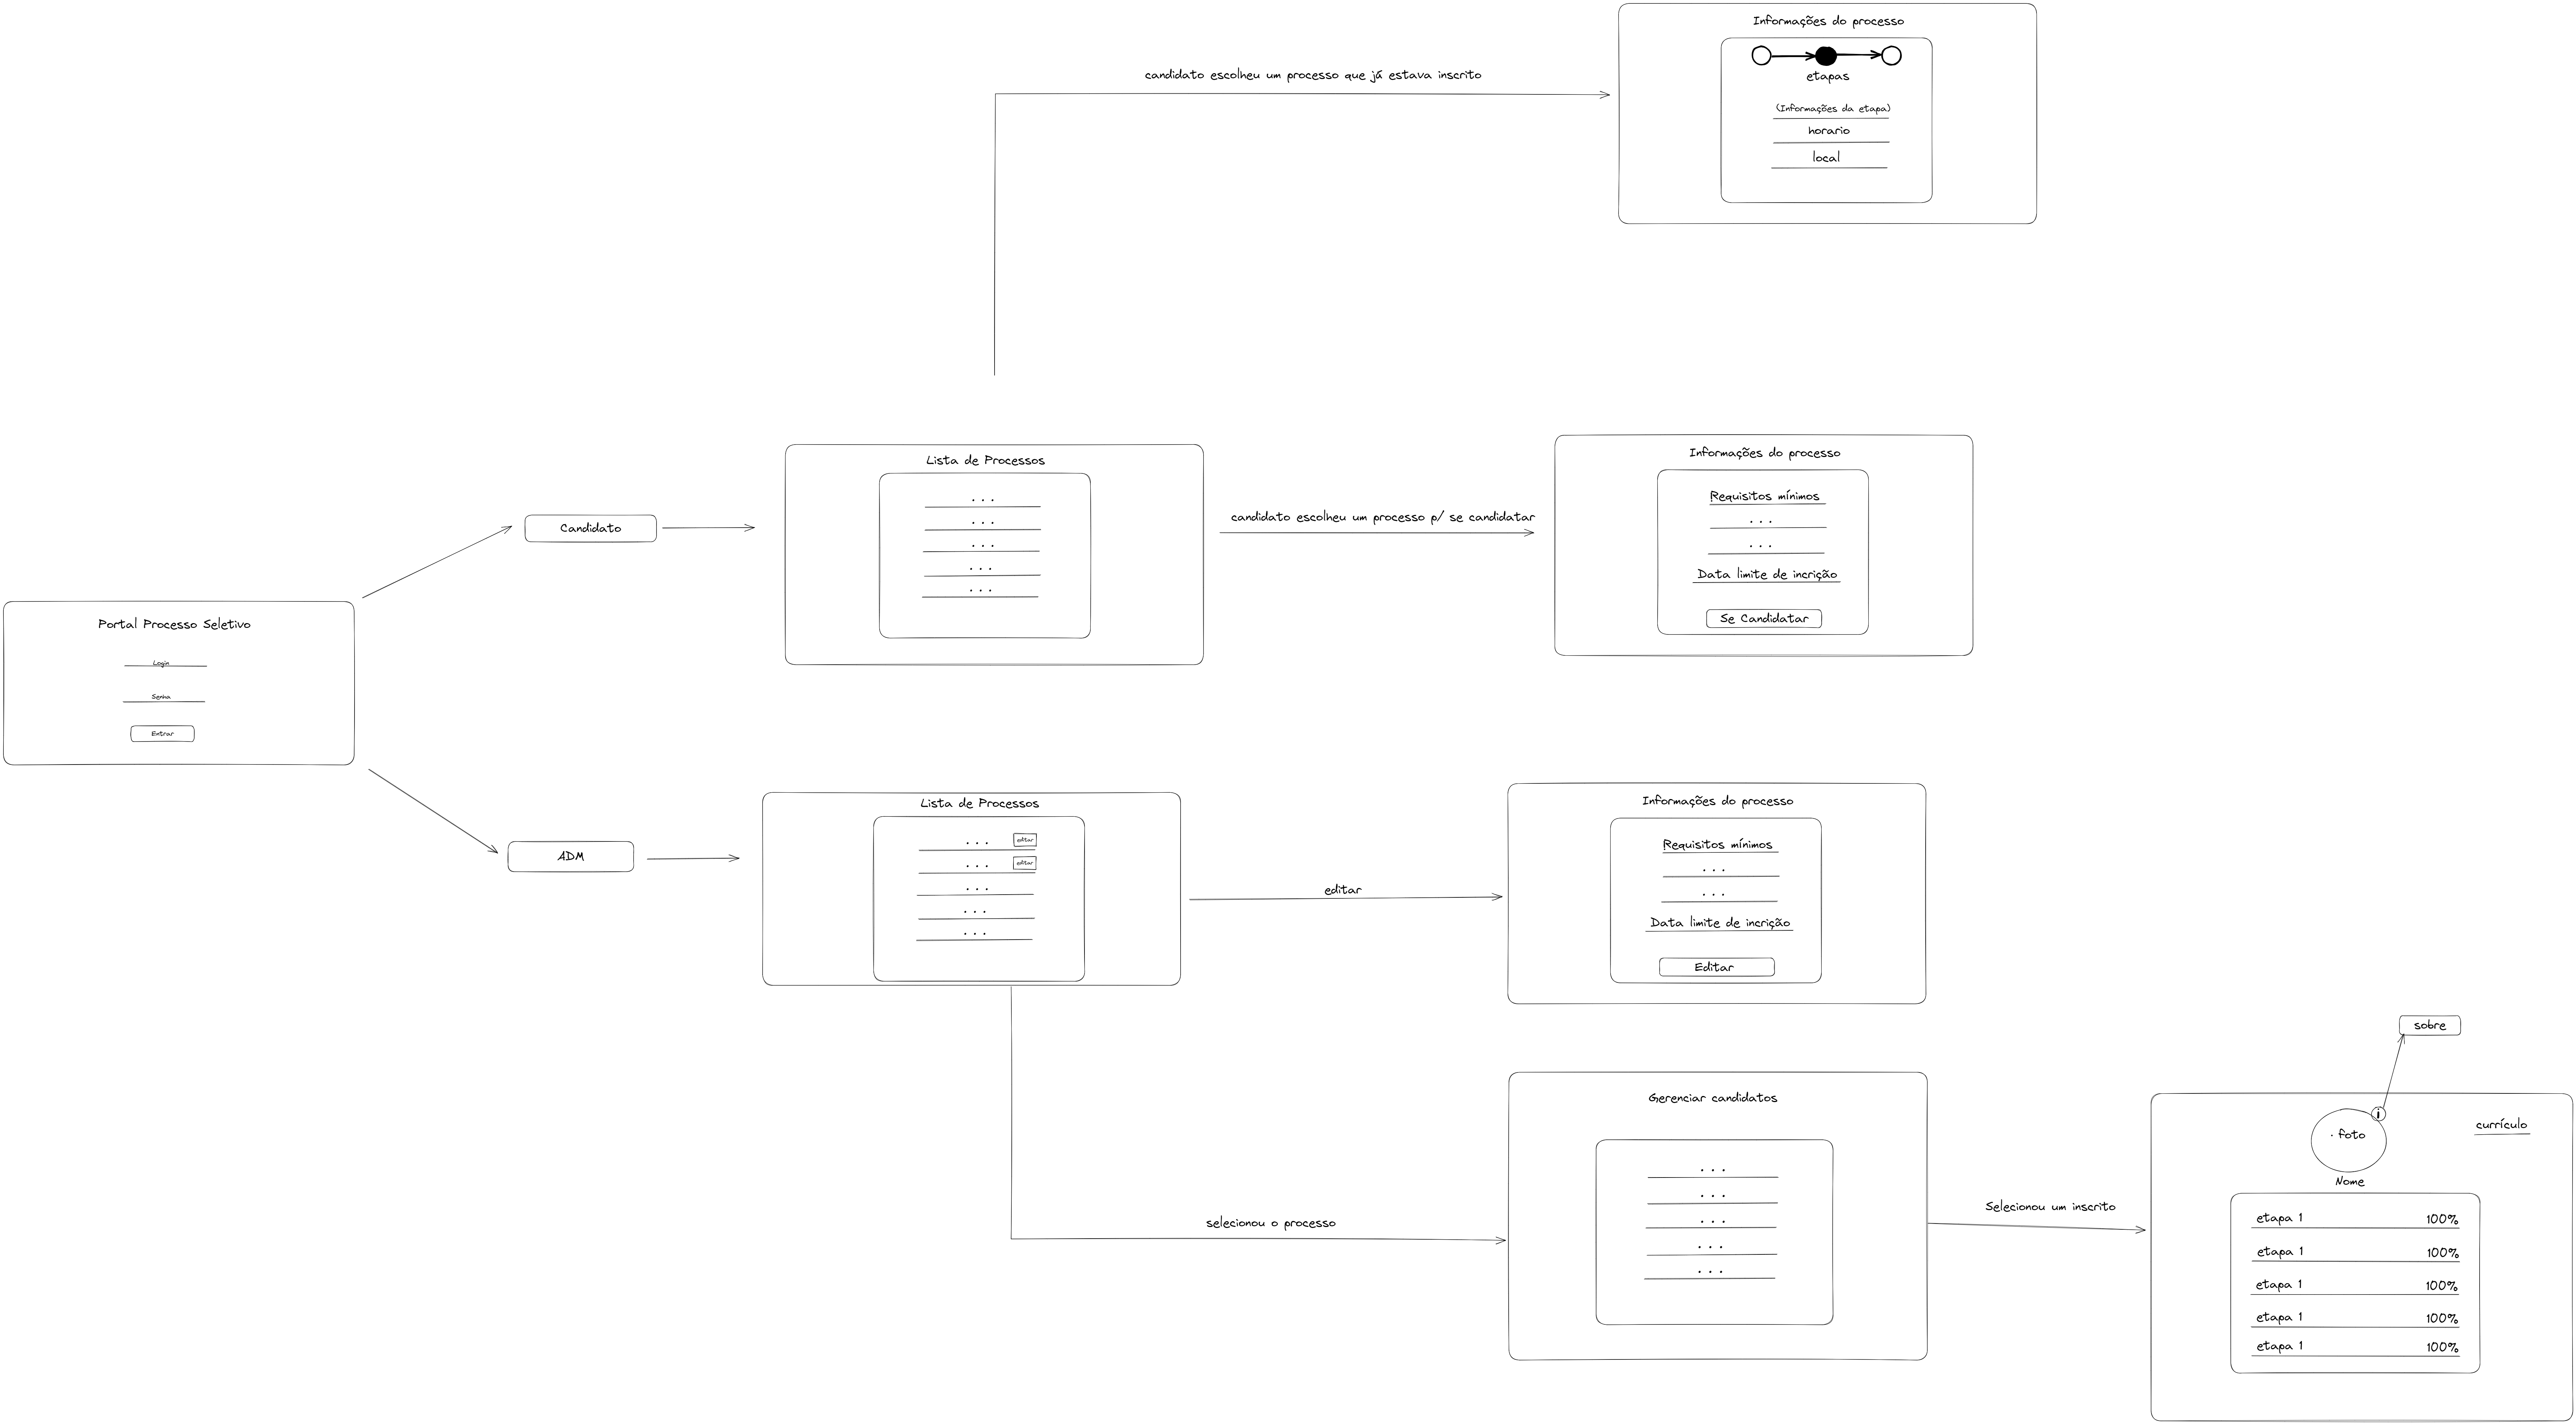 Informações do processo
etapas
(Informações da etapa)
horario
local
candidato escolheu um processo que já estava inscrito
Portal Processo Seletivo
Login
Senha
Entrar
Candidato
Lista de Processos
. . .
. . .
. . .
. . .
. . .
candidato escolheu um processo p/ se candidatar
Informações do processo
Requisitos mínimos
. . .
. . .
Data limite de incrição
Se Candidatar
ADM
Lista de Processos
. . . editar
. . . editar
. . .
. . .
. . .
editar
Informações do processo
Requisitos mínimos
. . .
. . .
Data limite de incrição
Editar
selecionou o processo
Gerenciar candidatos
. . .
. . .
. . .
. . .
. . .
Selecionou um inscrito
sobre
i
. foto
currículo
Nome
etapa 1 100%
etapa 1 100%
etapa 1 100%
etapa 1 100%
etapa 1 100%